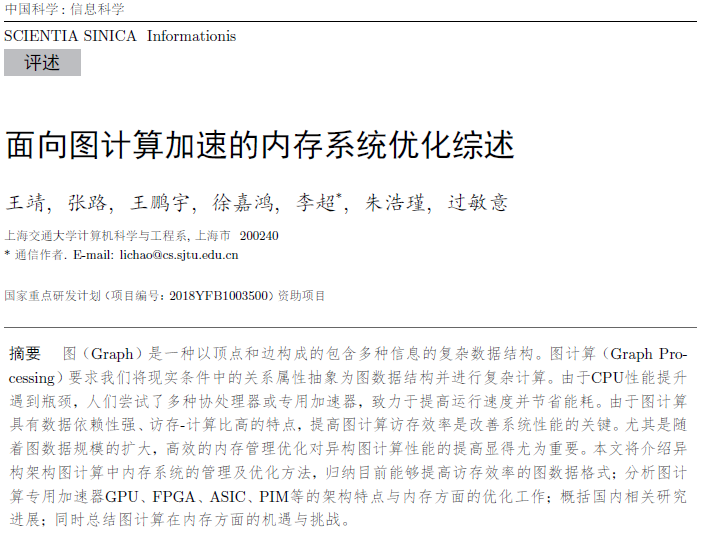 中国科学：信息科学
SCIENTIA SINICA Informationis
评述
面向图计算加速的内存系统优化综述
王靖, 张路, 王鹏宇, 徐嘉鸿, 李超*, 朱浩瑾, 过敏意
上海交通大学计算机科学与工程系, 上海市 200240
* 通信作者. E-mail: lichao@cs.sjtu.edu.cn
国家重点研发计划（项目编号：2018YFB1003500）资助项目
摘要 图（Graph）是一种以顶点和边构成的包含多种信息的复杂数据结构。图计算（Graph Pro-
cessing）要求我们将现实条件中的关系属性抽象为图数据结构并进行复杂计算。由于CPU性能提升
遇到瓶颈，人们尝试了多种协处理器或专用加速器，致力于提高运行速度并节省能耗。由于图计算
具有数据依赖性强、访存-计算比高的特点，提高图计算访存效率是改善系统性能的关键。尤其是随
着图数据规模的扩大，高效的内存管理优化对异构图计算性能的提高显得尤为重要。本文将介绍异
构架构图计算中内存系统的管理及优化方法，归纳目前能够提高访存效率的图数据格式；分析图计
算专用加速器GPU、FPGA、ASIC、PIM等的架构特点与内存方面的优化工作；概括国内相关研究
进展；同时总结图计算在内存方面的机遇与挑战。